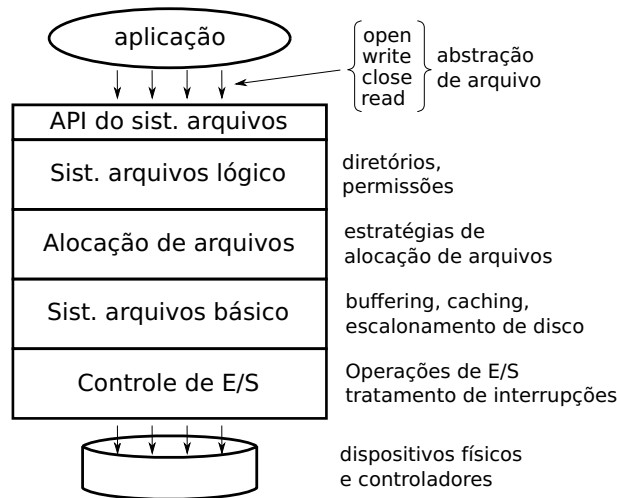 aplicação
open
write
close
read
abstração
de arquivo
API do sist. arquivos
Sist. arquivos lógico
diretórios,
permissões
Alocação de arquivos
estratégias de
alocação de arquivos
Sist. arquivos básico
buffering, caching,
escalonamento de disco
Controle de E/S
Operações de E/S
tratamento de interrupções
dispositivos físicos
e controladores